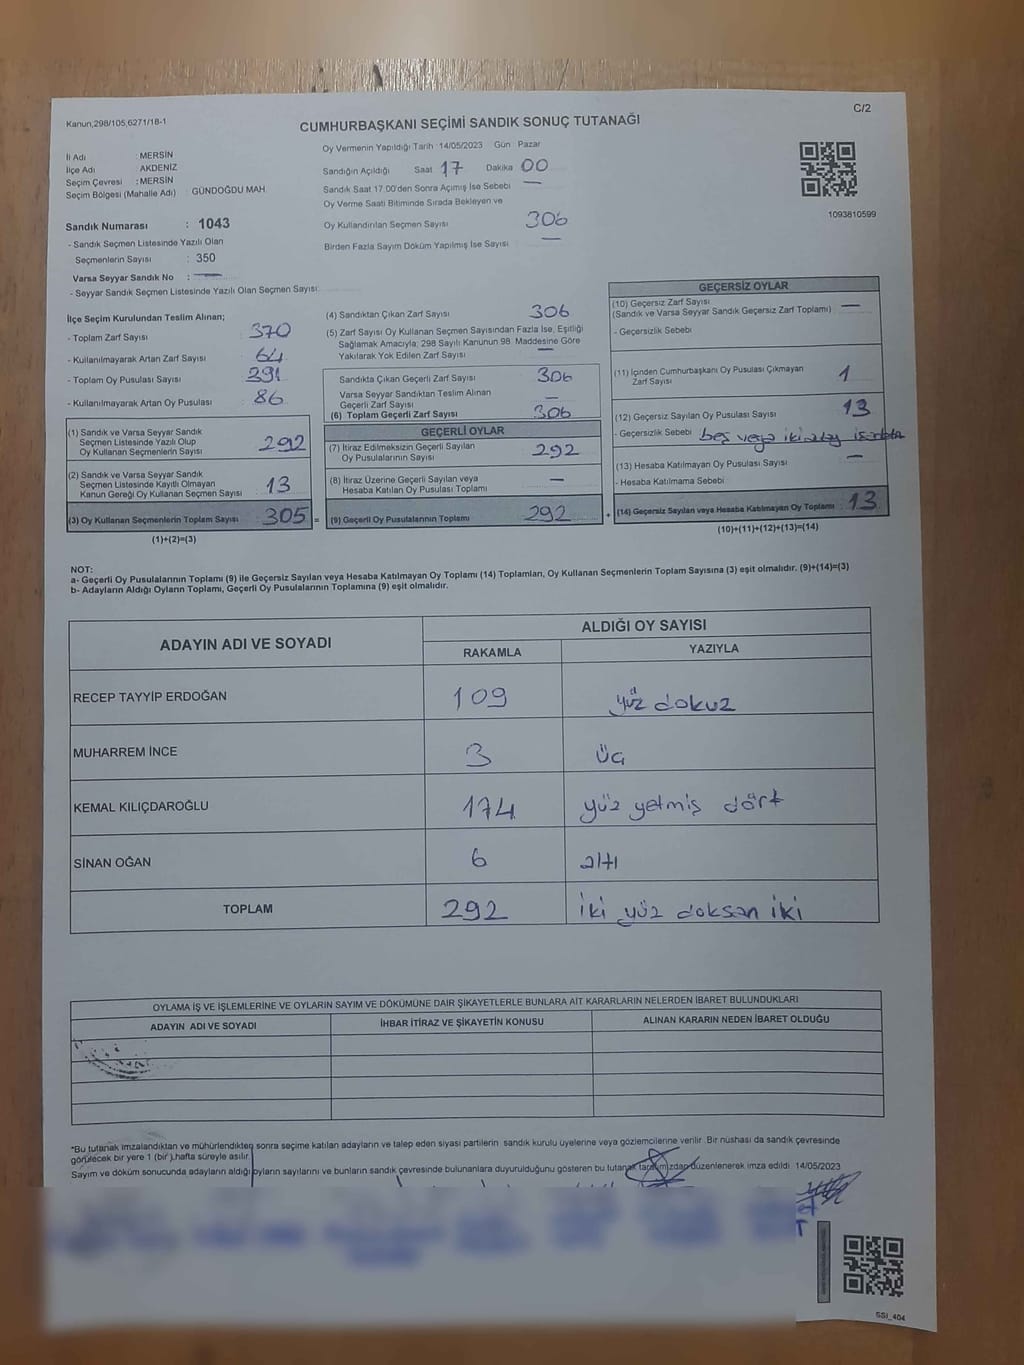 Kanun,298/105,6271/18-1
C/2
CUMHURBAŞKANI SEÇİMİ SANDIK SONUÇ TUTANAĞI
İl Adı : MERSİN
İlçe Adı : AKDENİZ
Seçim Çevresi : MERSİN
Seçim Bölgesi (Mahalle Adı) GÜNDOĞDU MAH.
Sandık Numarası : 1043
- Sandık Seçmen Listesinde Yazılı Olan
Seçmenlerin Sayısı : 350
Varsa Seyyar Sandık No : —
- Seyyar Sandık Seçmen Listesinde Yazılı Olan Seçmen Sayısı:
Oy Vermenin Yapıldığı Tarih :14/05/2023 Gün : Pazar
Sandığın Açıldığı Saat 17 Dakika 00
Sandık Saat 17.00'den Sonra Açımış İse Sebebi —
Oy Verme Saati Bitiminde Sırada Bekleyen ve
Oy Kullandırılan Seçmen Sayısı 306
Birden Fazla Sayım Döküm Yapılmış İse Sayısı —
1093810599
İlçe Seçim Kurulundan Teslim Alınan;
- Toplam Zarf Sayısı 370
- Kullanılmayarak Artan Zarf Sayısı 64
- Toplam Oy Pusulası Sayısı 391
- Kullanılmayarak Artan Oy Pusulası 86
(1) Sandık ve Varsa Seyyar Sandık
Seçmen Listesinde Yazılı Olup
Oy Kullanan Seçmenlerin Sayısı 292
(2) Sandık ve Varsa Seyyar Sandık
Seçmen Listesinde Kayıtlı Olmayan
Kanun Gereği Oy Kullanan Seçmen Sayısı 13
(3) Oy Kullanan Seçmenlerin Toplam Sayısı 305 =
(1)+(2)=(3)
(4) Sandıktan Çıkan Zarf Sayısı 306
(5) Zarf Sayısı Oy Kullanan Seçmen Sayısından Fazla İse, Eşitliği
Sağlamak Amacıyla; 298 Sayılı Kanunun 98. Maddesine Göre
Yakılarak Yok Edilen Zarf Sayısı —
Sandıkta Çıkan Geçerli Zarf Sayısı 306
Varsa Seyyar Sandıktan Teslim Alınan
Geçerli Zarf Sayısı —
(6) Toplam Geçerli Zarf Sayısı 306
GEÇERLİ OYLAR
(7) İtiraz Edilmeksizin Geçerli Sayılan
Oy Pusulalarının Sayısı 292
(8) İtiraz Üzerine Geçerli Sayılan veya
Hesaba Katılan Oy Pusulası Toplamı —
(9) Geçerli Oy Pusulalarının Toplamı 292 +
GEÇERSİZ OYLAR
(10) Geçersiz Zarf Sayısı —
(Sandık ve Varsa Seyyar Sandık Geçersiz Zarf Toplamı)
- Geçersizlik Sebebi
(11) İçinden Cumhurbaşkanı Oy Pusulası Çıkmayan
Zarf Sayısı 1
(12) Geçersiz Sayılan Oy Pusulası Sayısı 13
- Geçersizlik Sebebi boş veya iki
(13) Hesaba Katılmayan Oy Pusulası Sayısı —
- Hesaba Katılmama Sebebi
(14) Geçersiz Sayılan veya Hesaba Katılmayan Oy Toplamı 13
(10)+(11)+(12)+(13)=(14)
NOT:
a- Geçerli Oy Pusulalarının Toplamı (9) ile Geçersiz Sayılan veya Hesaba Katılmayan Oy Toplamı (14) Toplamları, Oy Kullanan Seçmenlerin Toplam Sayısına (3) eşit olmalıdır. (9)+(14)=(3)
b- Adayların Aldığı Oyların Toplamı, Geçerli Oy Pusulalarının Toplamına (9) eşit olmalıdır.
ADAYIN ADI VE SOYADI
ALDIĞI OY SAYISI
RAKAMLA YAZIYLA
RECEP TAYYİP ERDOĞAN 109 yüz dokuz
MUHARREM İNCE 3 üç
KEMAL KILIÇDAROĞLU 174 yüz yetmiş dört
SİNAN OĞAN 6 altı
TOPLAM 292 iki yüz doksan iki
OYLAMA İŞ VE İŞLEMLERİNE VE OYLARIN SAYIM VE DÖKÜMÜNE DAİR ŞİKAYETLERLE BUNLARA AİT KARARLARIN NELERDEN İBARET BULUNDUKLARI
ADAYIN ADI VE SOYADI İHBAR İTİRAZ VE ŞİKAYETİN KONUSU ALINAN KARARIN NEDEN İBARET OLDUĞU
*Bu tutanak imzalandıktan ve mühürlendikten sonra seçime katılan adayların ve talep eden siyasi partilerin sandık kurulu üyelerine veya gözlemcilerine verilir. Bir nüshası da sandık çevresinde
görülecek bir yere 1 (bir ).hafta süreyle asılır.
Sayım ve döküm sonucunda adayların aldığı oyların sayılarını ve bunların sandık çevresinde bulunanlara duyurulduğunu gösteren bu tutanak tarafımızdan düzenlenerek imza edildi. 14/05/2023
SSI_404